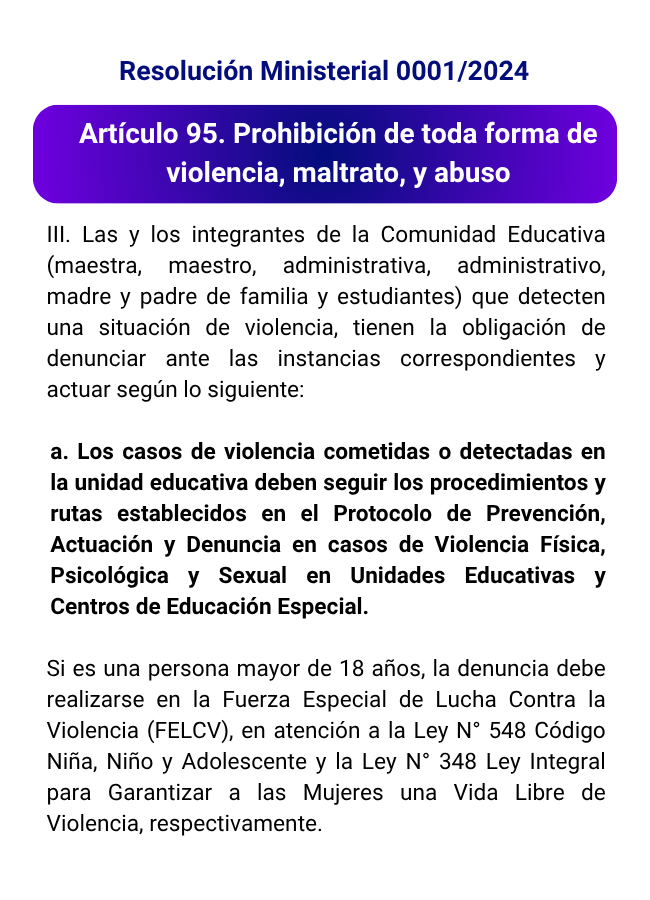 Resolución Ministerial 0001/2024
Artículo 95. Prohibición de toda forma de
violencia, maltrato, y abuso
III. Las y los integrantes de la Comunidad Educativa
(maestra, maestro, administrativa, administrativo,
madre y padre de familia y estudiantes) que detecten
una situación de violencia, tienen la obligación de
denunciar ante las instancias correspondientes y
actuar según lo siguiente:
a. Los casos de violencia cometidas o detectadas en
la unidad educativa deben seguir los procedimientos y
rutas establecidos en el Protocolo de Prevención,
Actuación y Denuncia en casos de Violencia Física,
Psicológica y Sexual en Unidades Educativas y
Centros de Educación Especial.
Si es una persona mayor de 18 años, la denuncia debe
realizarse en la Fuerza Especial de Lucha Contra la
Violencia (FELCV), en atención a la Ley N° 548 Código
Niña, Niño y Adolescente y la Ley N° 348 Ley Integral
para Garantizar a las Mujeres una Vida Libre de
Violencia, respectivamente.